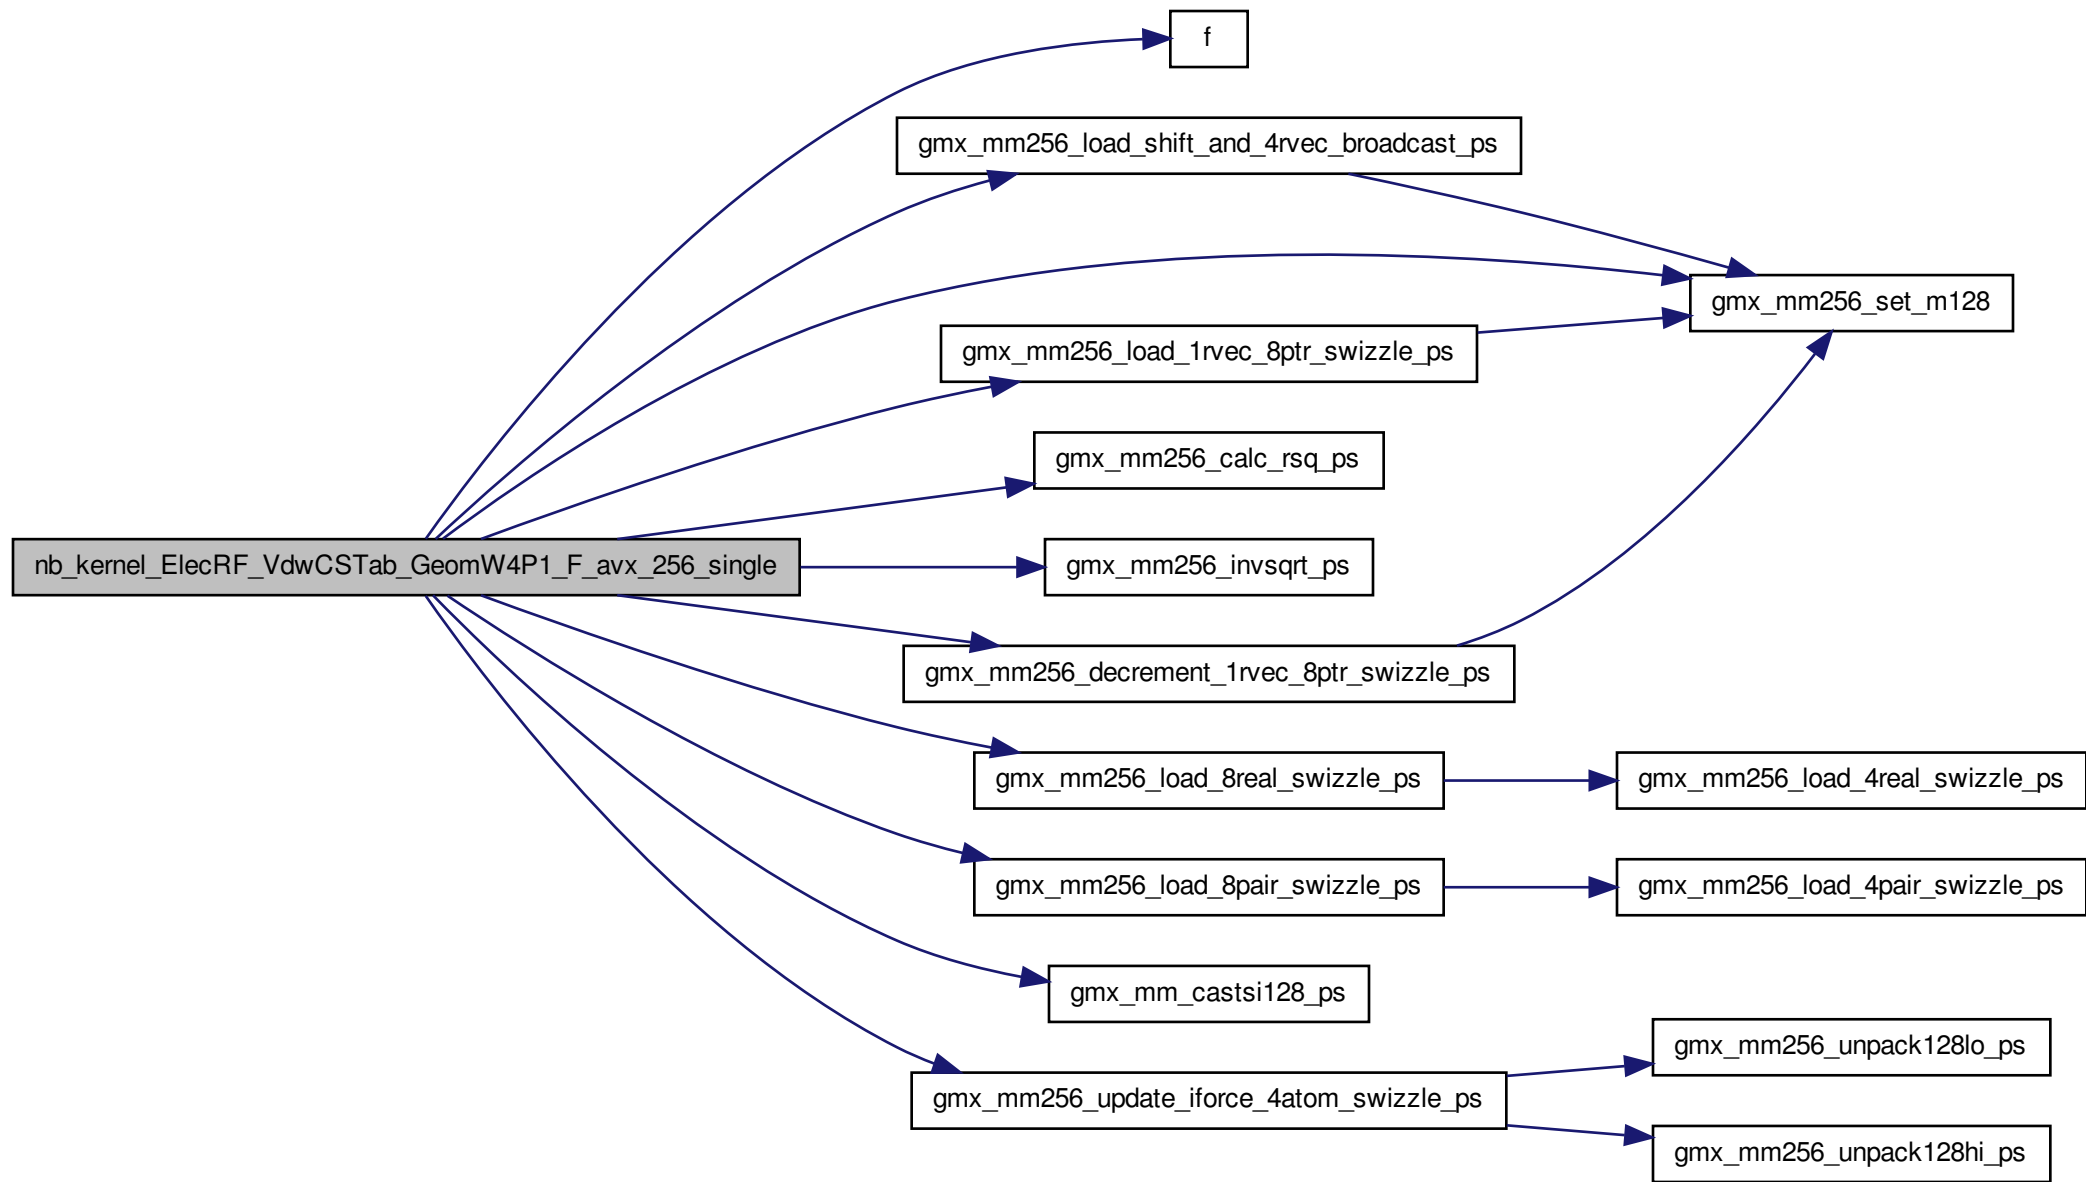 f
gmx_mm256_load_shift_and_4rvec_broadcast_ps
gmx_mm256_set_m128
gmx_mm256_load_1rvec_8ptr_swizzle_ps
gmx_mm256_calc_rsq_ps
nb_kernel_ElecRF_VdwCSTab_GeomW4P1_F_avx_256_single
gmx_mm256_invsqrt_ps
gmx_mm256_decrement_1rvec_8ptr_swizzle_ps
gmx_mm256_load_8real_swizzle_ps
gmx_mm256_load_4real_swizzle_ps
gmx_mm256_load_8pair_swizzle_ps
gmx_mm256_load_4pair_swizzle_ps
gmx_mm_castsi128_ps
gmx_mm256_unpack128lo_ps
gmx_mm256_update_iforce_4atom_swizzle_ps
gmx_mm256_unpack128hi_ps